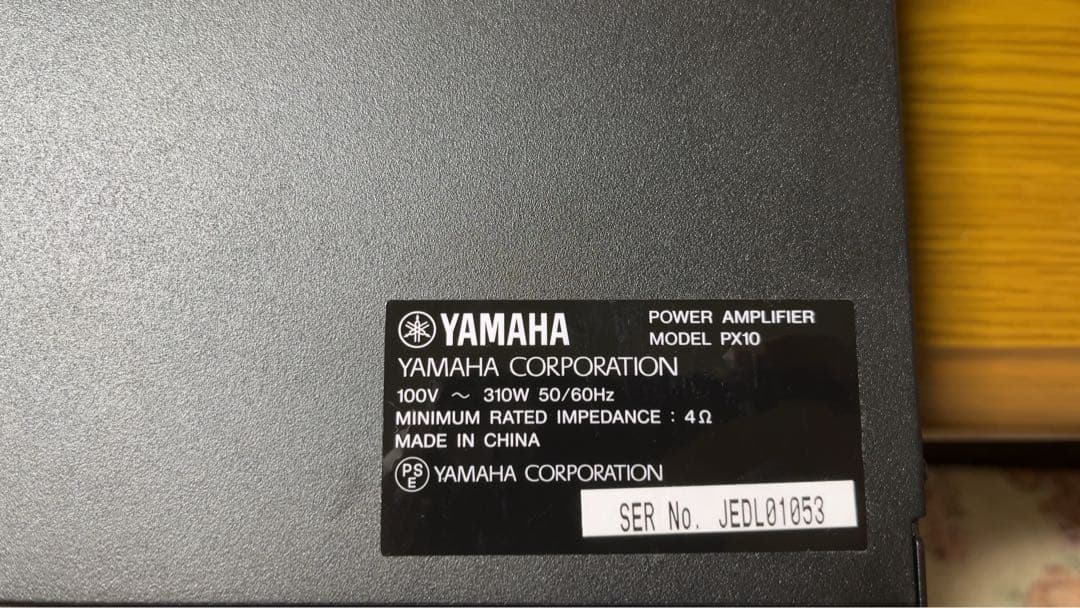 YAMAHA
POWER AMPLIFIER
MODEL PX10
YAMAHA CORPORATION
100V ~ 310W 50/60Hz
MINIMUM RATED IMPEDANCE : 4Ω
MADE IN CHINA
PSE YAMAHA CORPORATION
SER No. JEDL01053